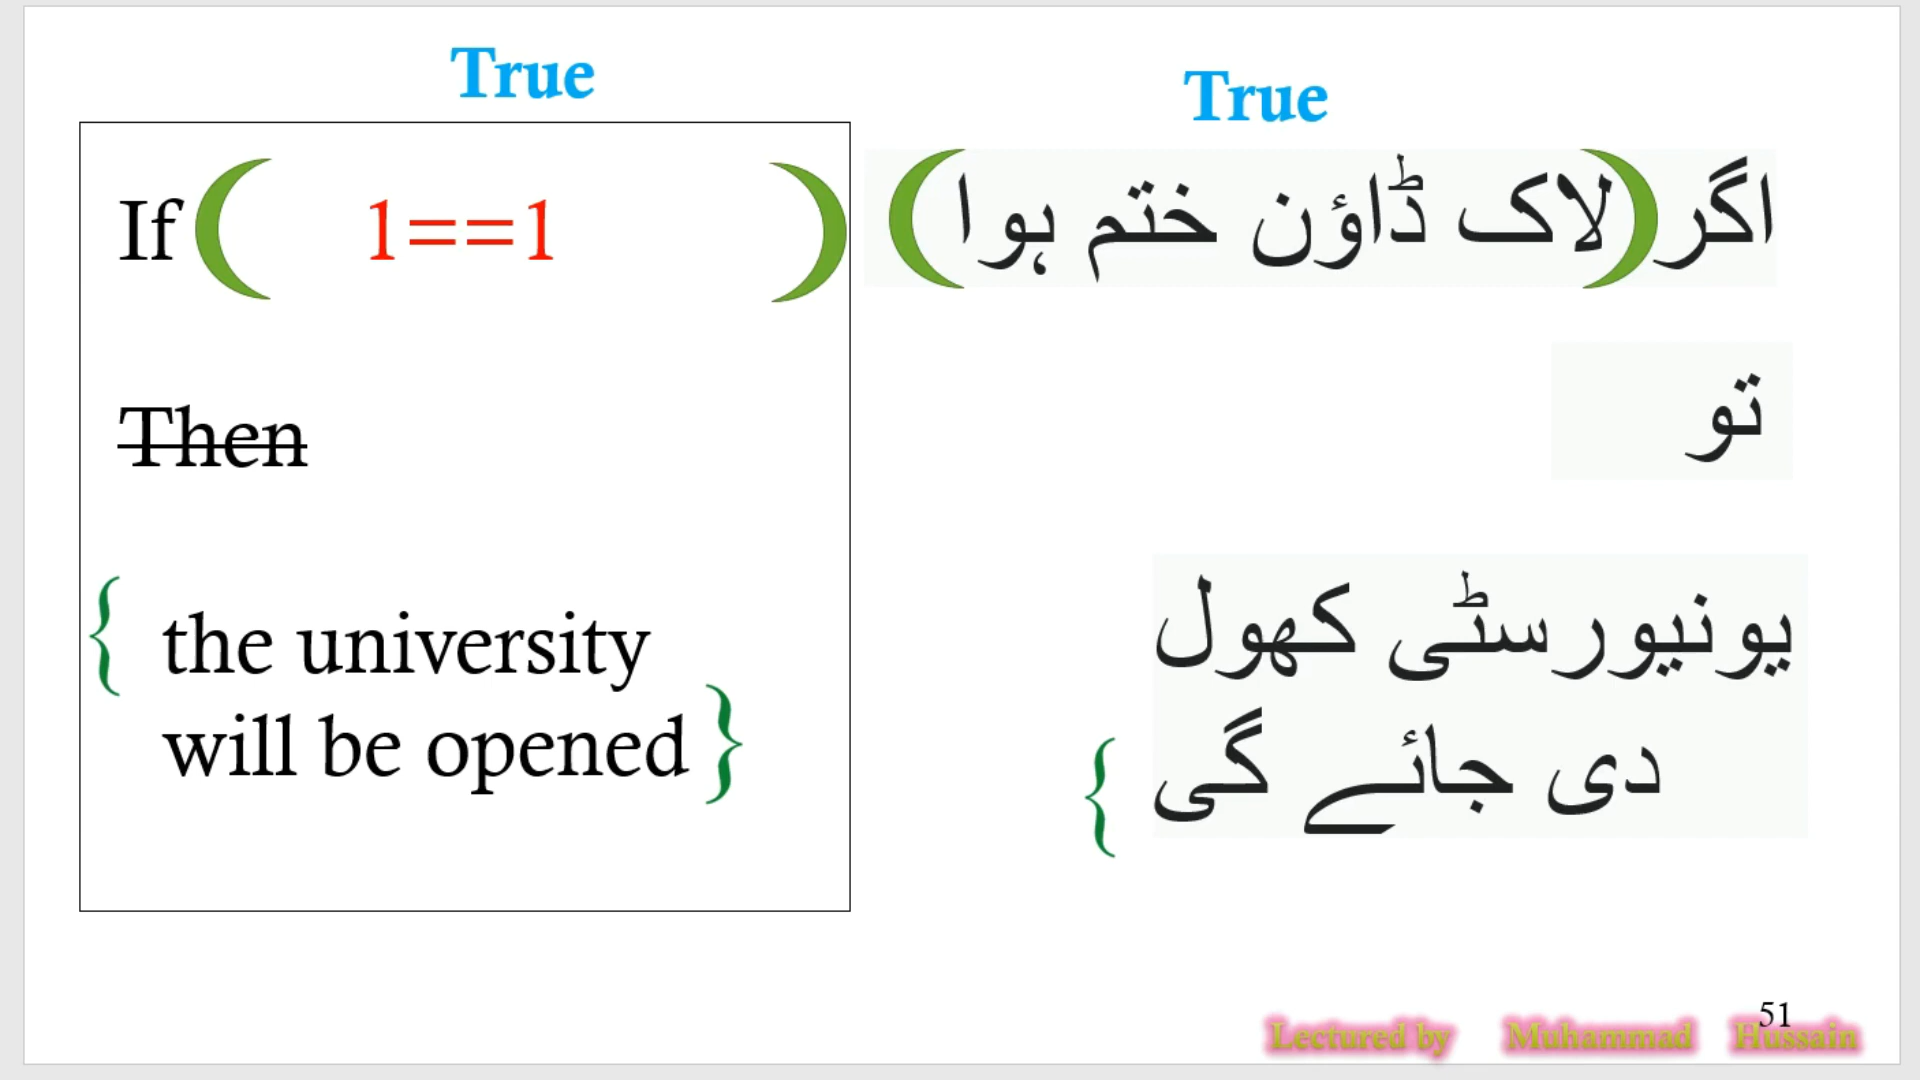 True
If ( 1==1 )
Then
{ the university
will be opened }
True
اگر (لاک ڈاؤن ختم ہوا)
تو
یونیورسٹی کھول
دی جائے گی {
51
Lectured by Muhammad Hussain